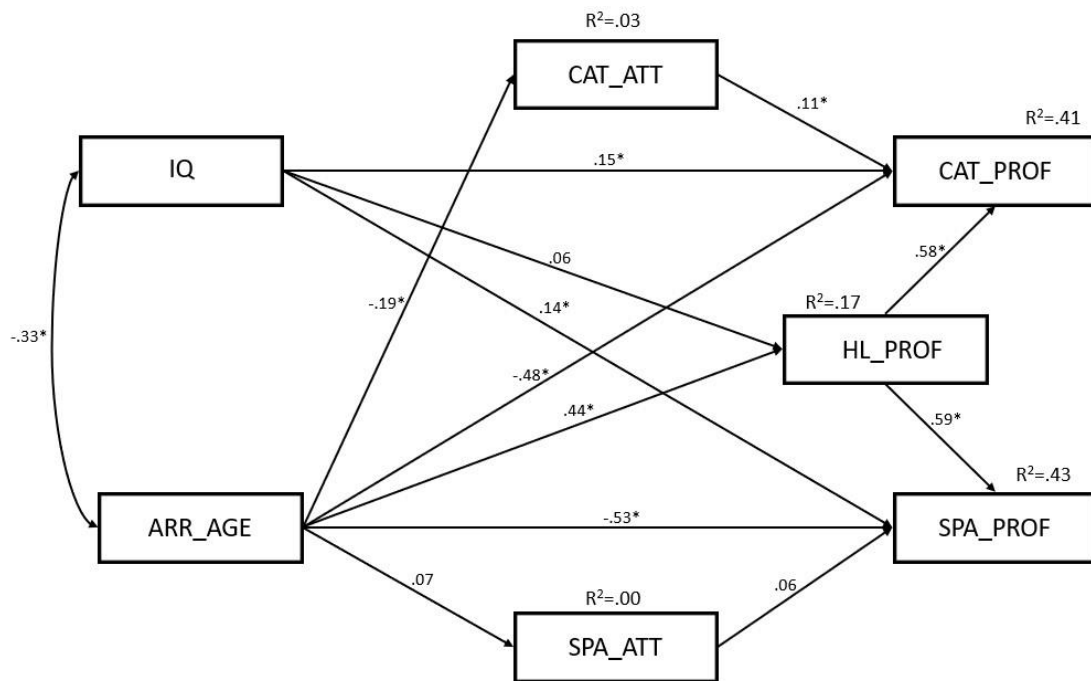 R²=.03
CAT_ATT
.11*
R²=.41
IQ
.15*
CAT_PROF
.06
.58*
-.19*
.14*
R²=.17
-.33*
HL_PROF
-.48*
.44*
.59*
R²=.43
ARR_AGE
-.53*
SPA_PROF
.07
.06
R²=.00
SPA_ATT